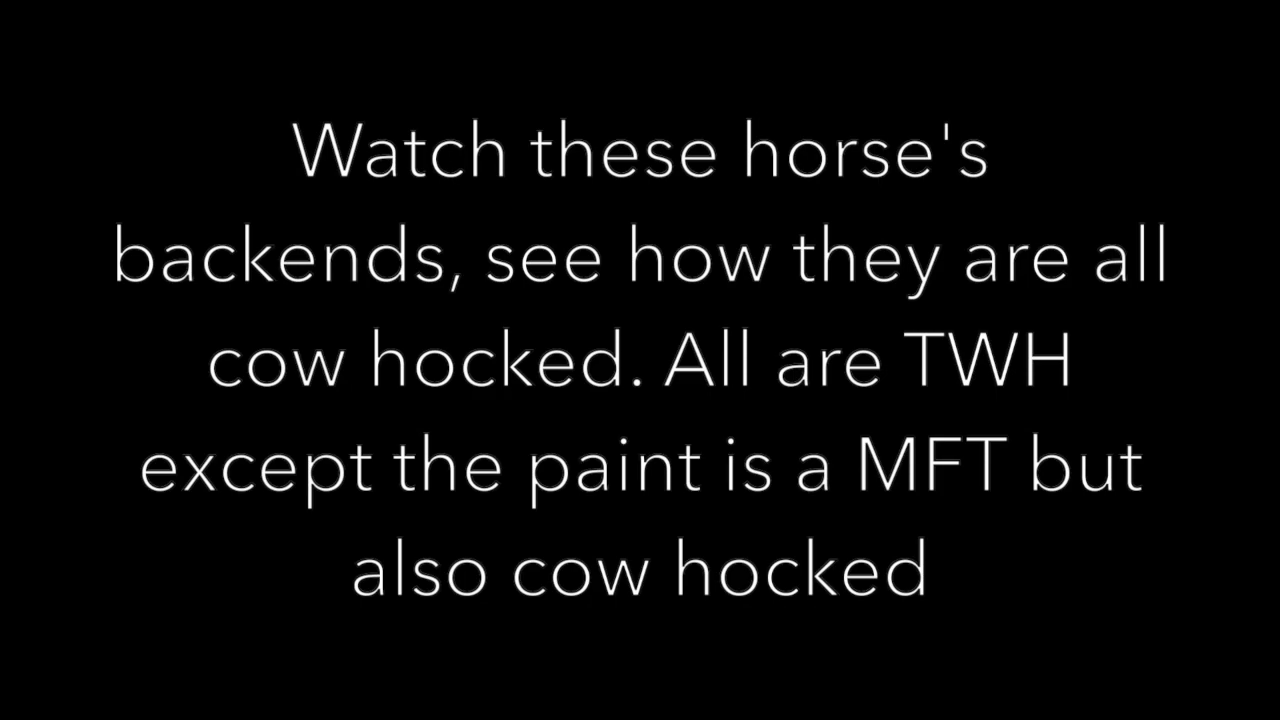 Watch these horse's
backends, see how they are all
cow hocked. All are TWH
except the paint is a MFT but
also cow hocked